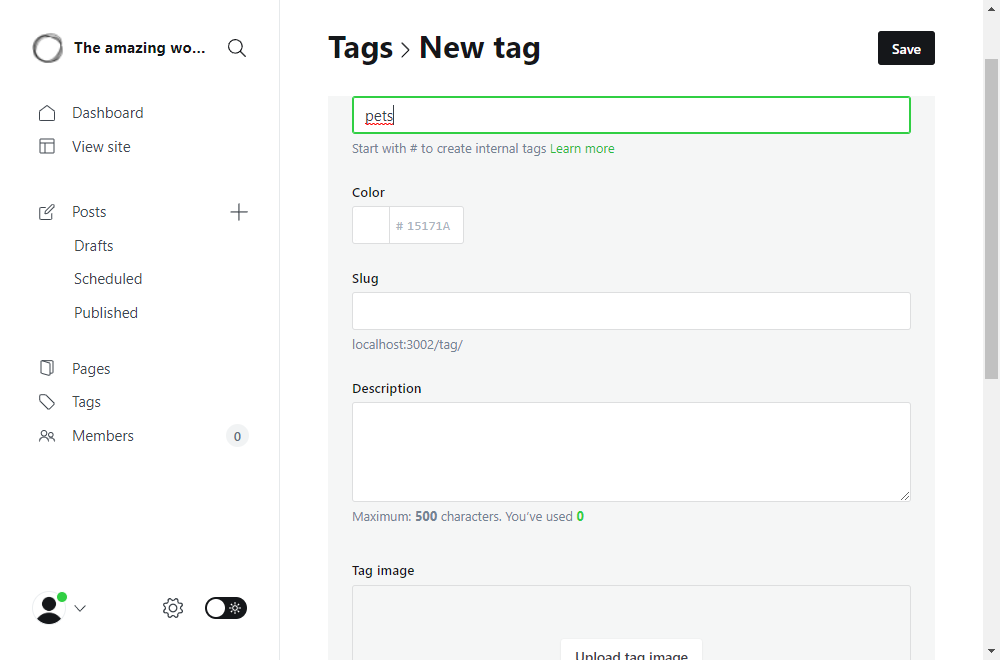 The amazing wo...
Tags > New tag
Save
Dashboard
View site
Posts
Drafts
Scheduled
Published
Pages
Tags
Members
0
pets
Start with # to create internal tags Learn more
Color
# 15171A
Slug
localhost:3002/tag/
Description
Maximum: 500 characters. You’ve used 0
Tag image
Upload tag image